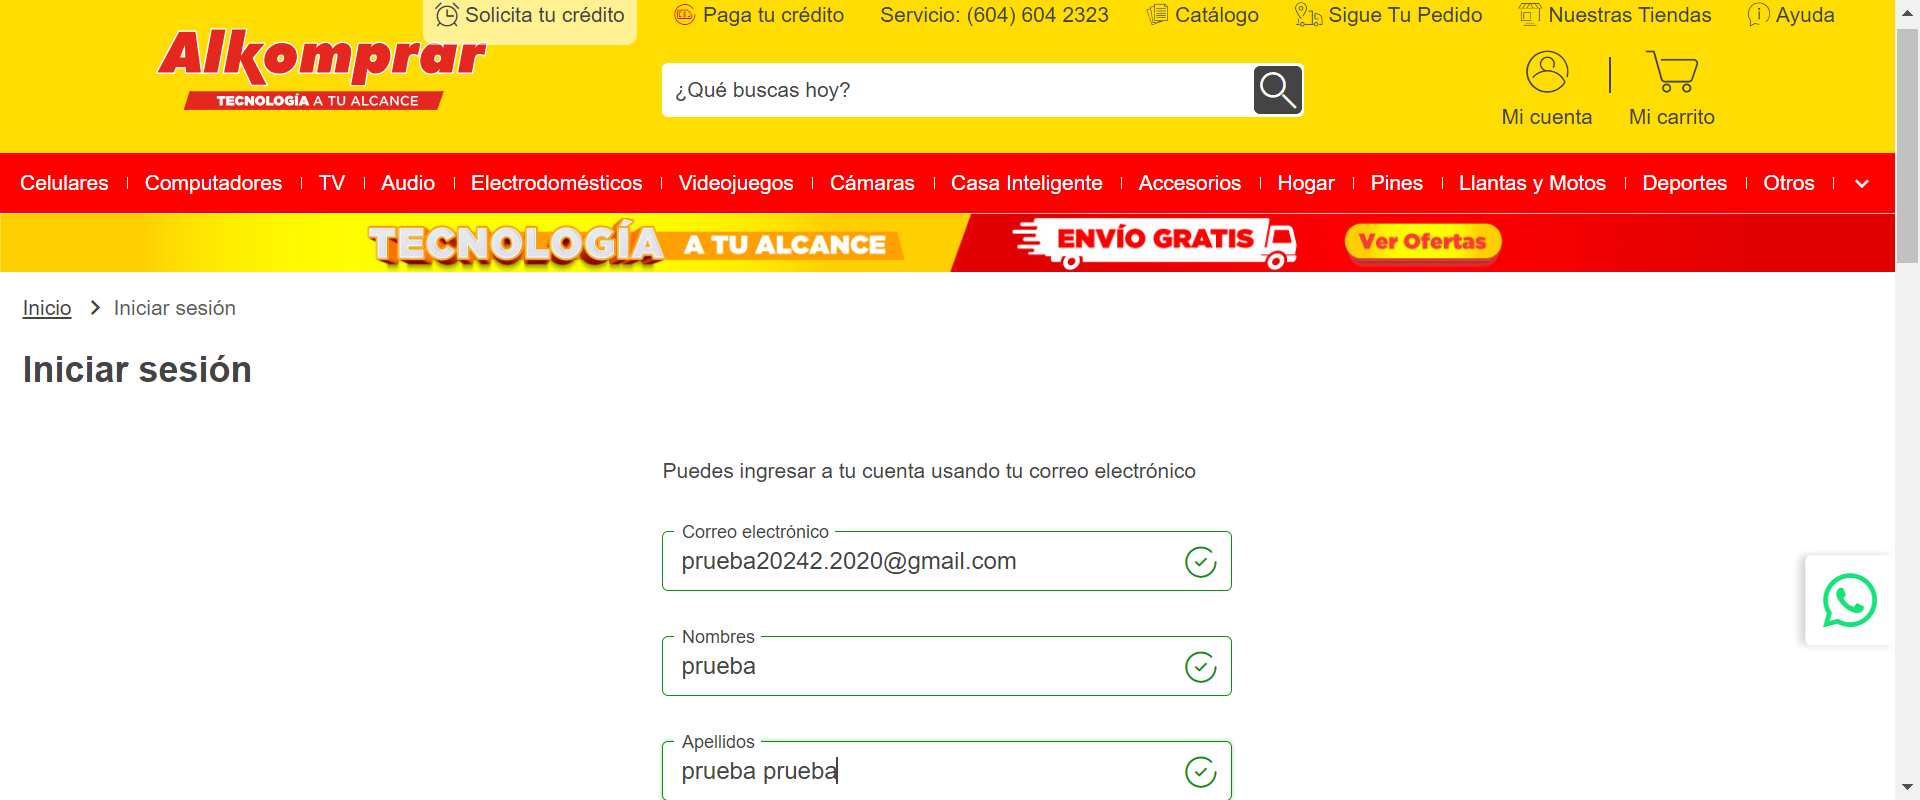 Solicita tu crédito
Paga tu crédito
Servicio: (604) 604 2323
Catálogo
Sigue Tu Pedido
Nuestras Tiendas
Ayuda
Alkomprar
TECNOLOGÍA A TU ALCANCE
¿Qué buscas hoy?
Mi cuenta
Mi carrito
Celulares
Computadores
TV
Audio
Electrodomésticos
Videojuegos
Cámaras
Casa Inteligente
Accesorios
Hogar
Pines
Llantas y Motos
Deportes
Otros
TECNOLOGÍA A TU ALCANCE
ENVÍO GRATIS
Ver Ofertas
Inicio
Iniciar sesión
Iniciar sesión
Puedes ingresar a tu cuenta usando tu correo electrónico
Correo electrónico
prueba20242.2020@gmail.com
Nombres
prueba
Apellidos
prueba prueba